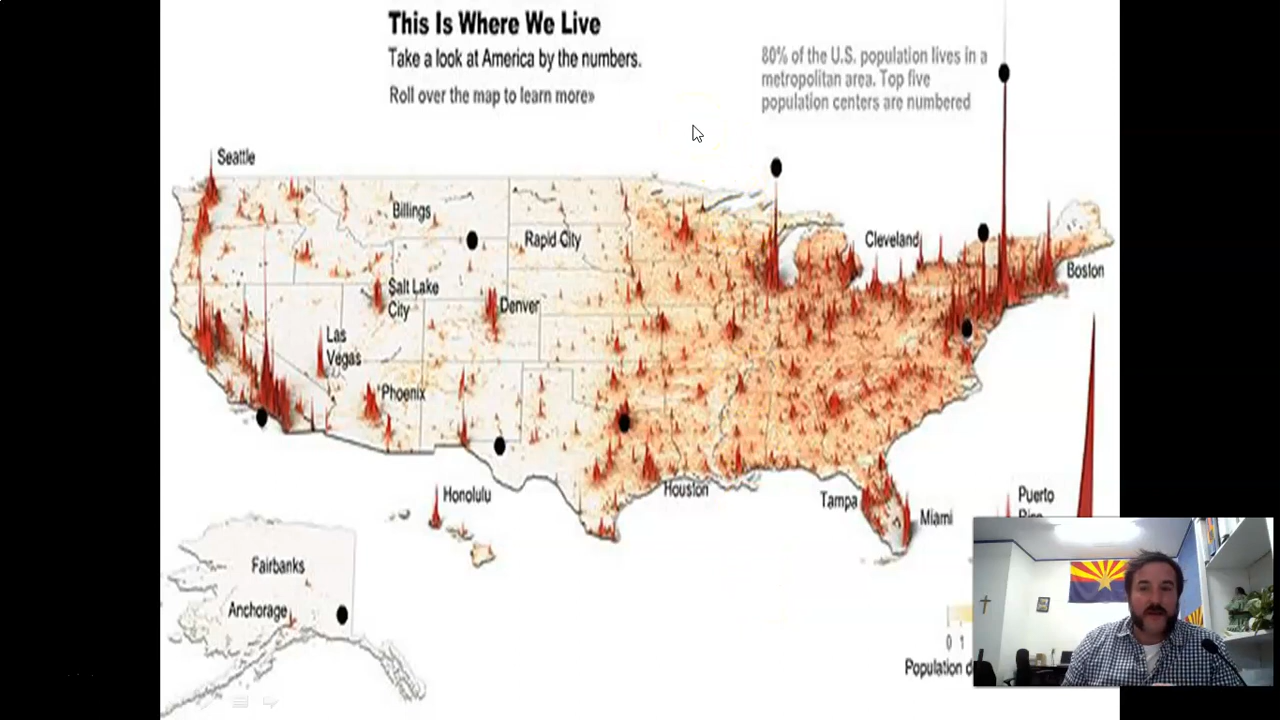 This Is Where We Live
Take a look at America by the numbers.
Roll over the map to learn more»
80% of the U.S. population lives in a
metropolitan area. Top five
population centers are numbered
Seattle
Billings
Rapid City
Cleveland
Boston
Salt Lake
City
Denver
Las
Vegas
Phoenix
Honolulu
Houston
Tampa
Miami
Puerto
Fairbanks
Anchorage
0 1
Population